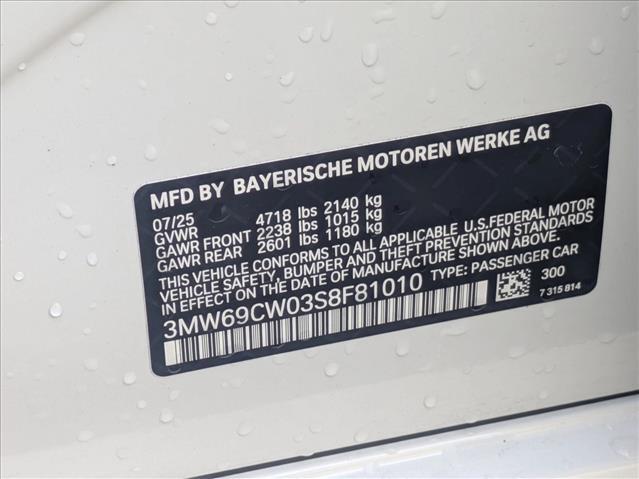 MFD BY BAYERISCHE MOTOREN WERKE AG
07/25
GVWR 4718 lbs 2140 kg
GAWR FRONT 2238 lbs 1015 kg
GAWR REAR 2601 lbs 1180 kg
THIS VEHICLE CONFORMS TO ALL APPLICABLE U.S.FEDERAL MOTOR
VEHICLE SAFETY, BUMPER AND THEFT PREVENTION STANDARDS
IN EFFECT ON THE DATE OF MANUFACTURE SHOWN ABOVE.
3MW69CW03S8F81010 TYPE: PASSENGER CAR
300
7 315 814